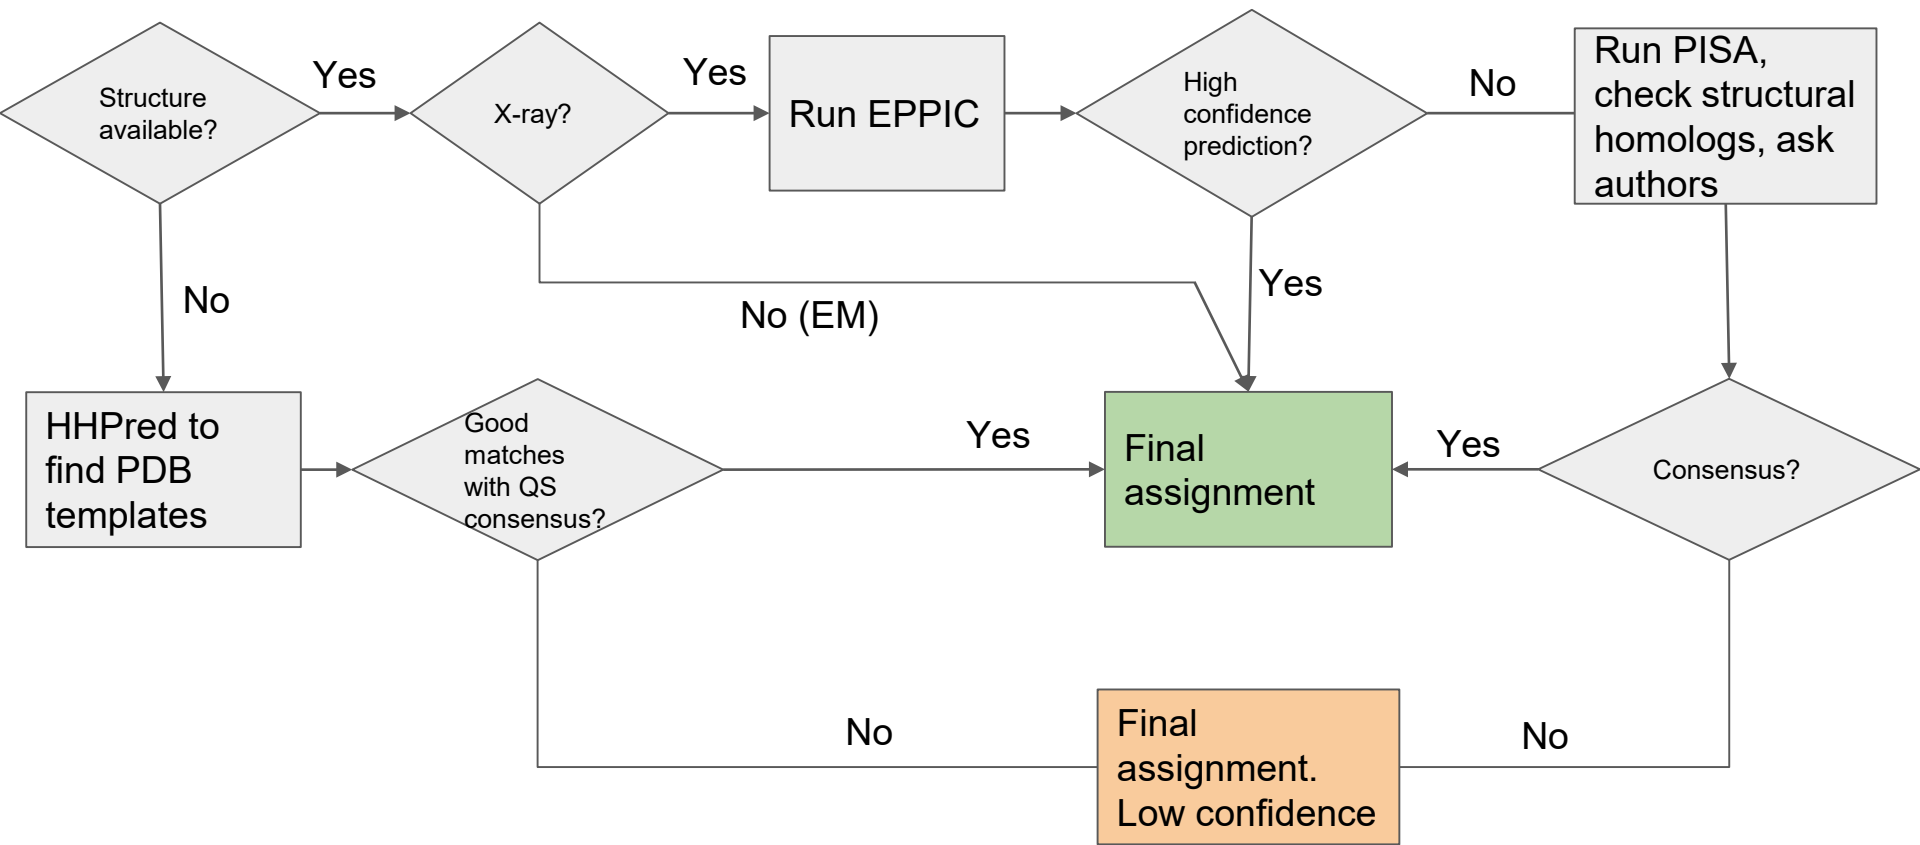 Structure
available?
Yes
X-ray?
Yes
Run EPPIC
High
confidence
prediction?
No
Run PISA,
check structural
homologs, ask
authors
No
No (EM)
Yes
HHPred to
find PDB
templates
Good
matches
with QS
consensus?
Yes
Final
assignment
Yes
Consensus?
No
Final
assignment.
Low confidence
No